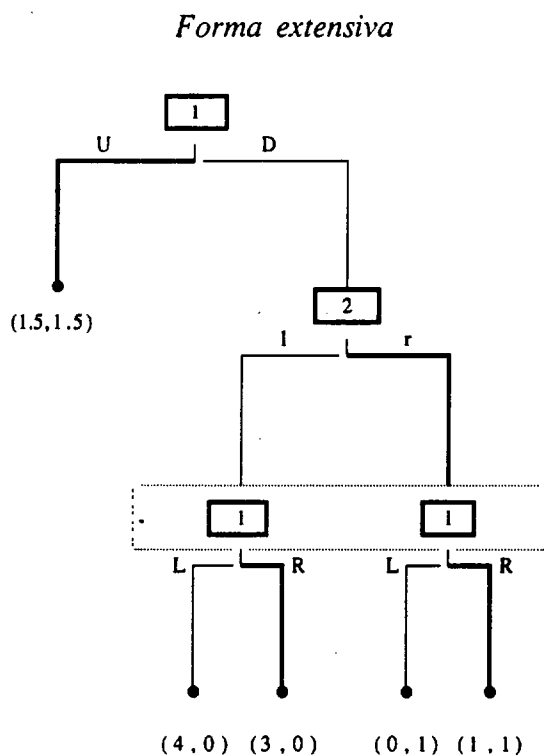 Forma extensiva
1
U D
(1.5,1.5)
2
l r
1 1
L R L R
(4,0) (3,0) (0,1) (1,1)